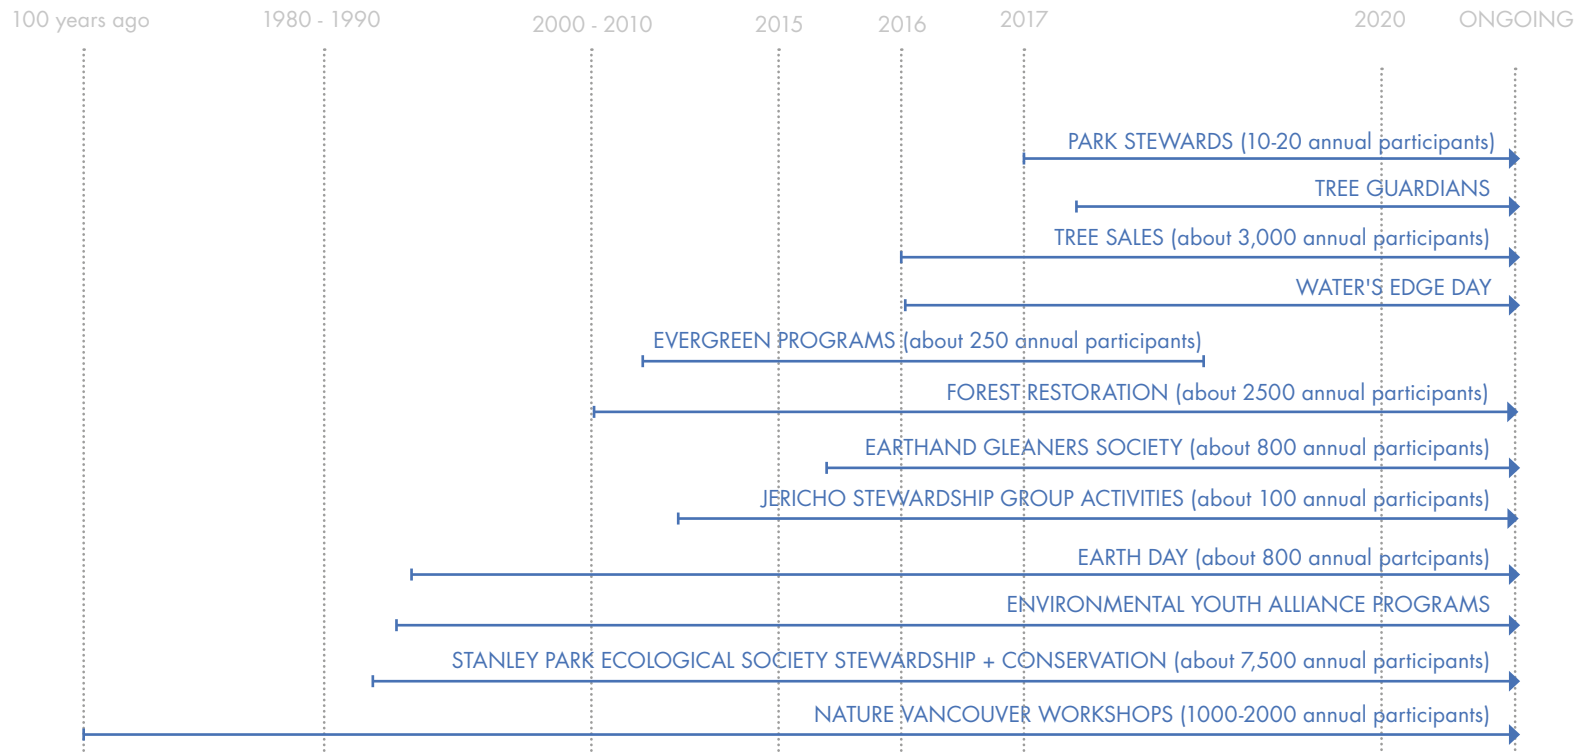 100 years ago 1980 - 1990 2000 - 2010 2015 2016 2017 2020 ONGOING
PARK STEWARDS (10-20 annual participants)
TREE GUARDIANS
TREE SALES (about 3,000 annual participants)
WATER'S EDGE DAY
EVERGREEN PROGRAMS (about 250 annual participants)
FOREST RESTORATION (about 2500 annual participants)
EARTHAND GLEANERS SOCIETY (about 800 annual participants)
JERICHO STEWARDSHIP GROUP ACTIVITIES (about 100 annual participants)
EARTH DAY (about 800 annual partcipants)
ENVIRONMENTAL YOUTH ALLIANCE PROGRAMS
STANLEY PARK ECOLOGICAL SOCIETY STEWARDSHIP + CONSERVATION (about 7,500 annual participants)
NATURE VANCOUVER WORKSHOPS (1000-2000 annual participants)